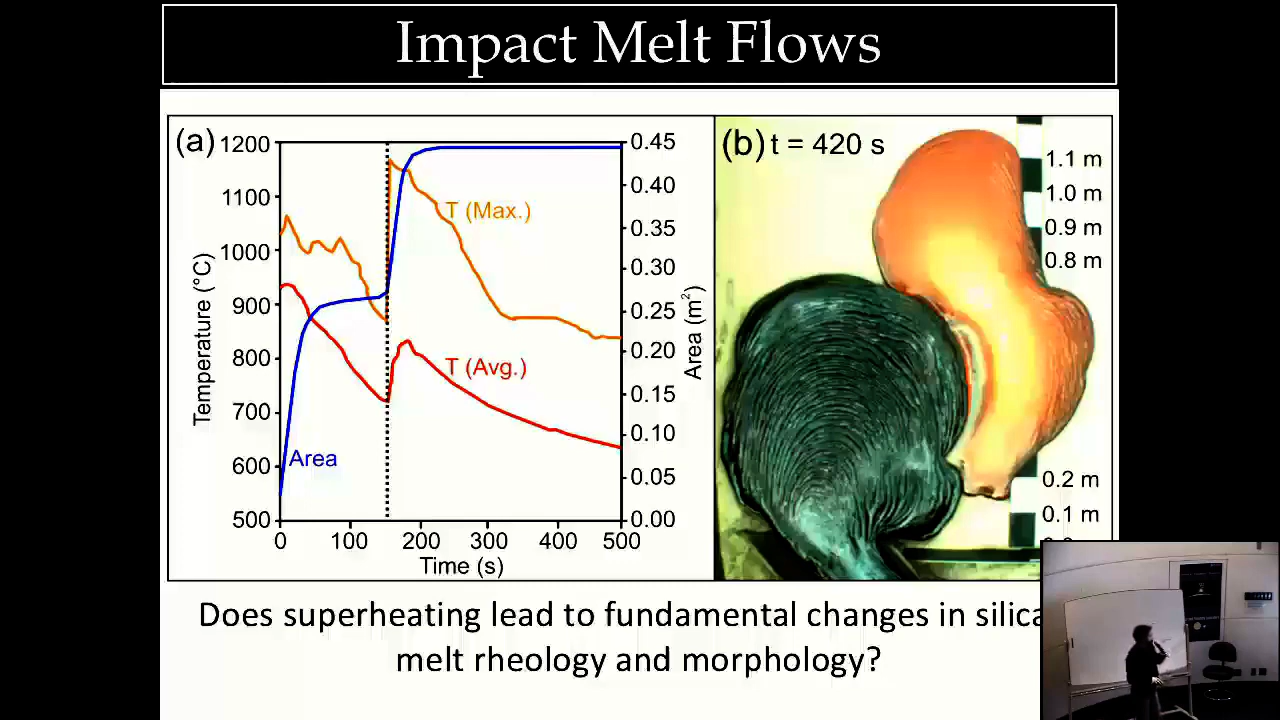 Impact Melt Flows
(a)
1200
1100
1000
900
800
700
600
500
Temperature (°C)
0 100 200 300 400 500
Time (s)
0.45
0.40
0.35
0.30
0.25
0.20
0.15
0.10
0.05
0.00
Area (m²)
T (Max.)
T (Avg.)
Area
(b) t = 420 s
1.1 m
1.0 m
0.9 m
0.8 m
0.2 m
0.1 m
Does superheating lead to fundamental changes in
melt rheology and morphology?